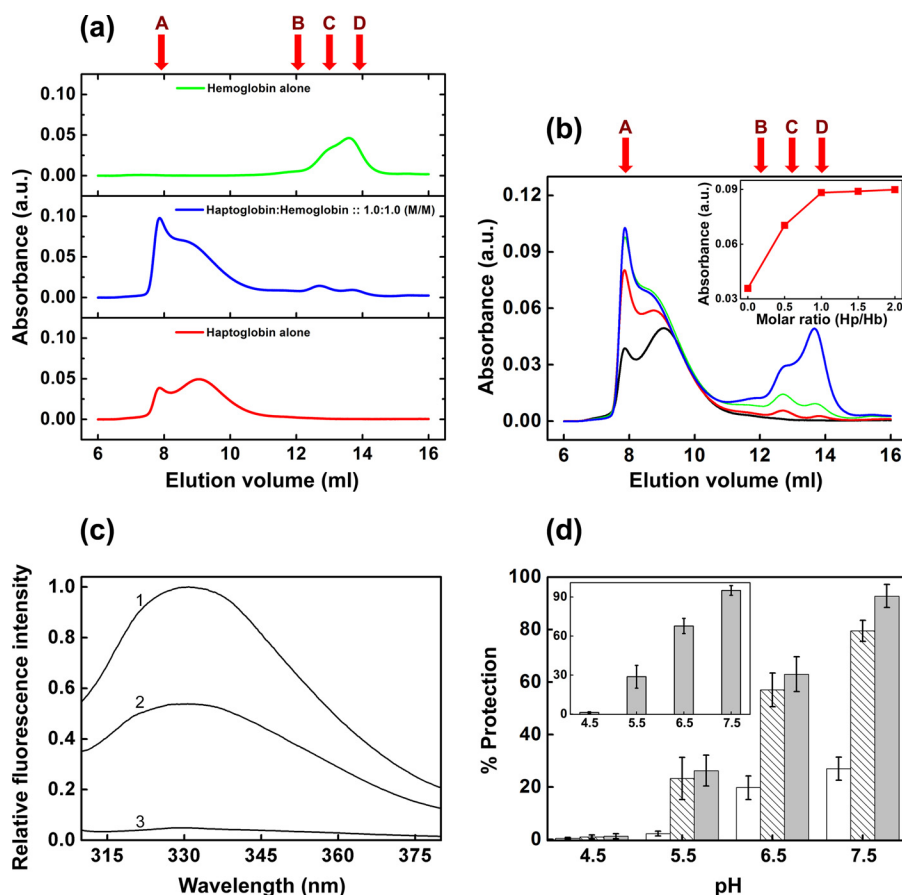 (a)
A B C D
Hemoglobin alone
0.10
0.05
0.00
Haptoglobin:Hemoglobin :: 1.0:1.0 (M/M)
0.10
0.05
0.00
Haptoglobin alone
0.10
0.05
0.00
Absorbance (a.u.)
6 8 10 12 14 16
Elution volume (ml)
(b)
A B C D
0.12
0.09
0.06
0.03
0.00
Absorbance (a.u.)
0.09
0.06
0.03
Absorbance (a.u.)
0.0 0.5 1.0 1.5 2.0
Molar ratio (Hp/Hb)
6 8 10 12 14 16
Elution volume (ml)
(c)
1.0
0.8
0.6
0.4
0.2
0.0
Relative fluorescence intensity
1
2
3
315 330 345 360 375
Wavelength (nm)
(d)
100
80
60
40
20
0
% Protection
90
60
30
0
4.5 5.5 6.5 7.5
4.5 5.5 6.5 7.5
pH